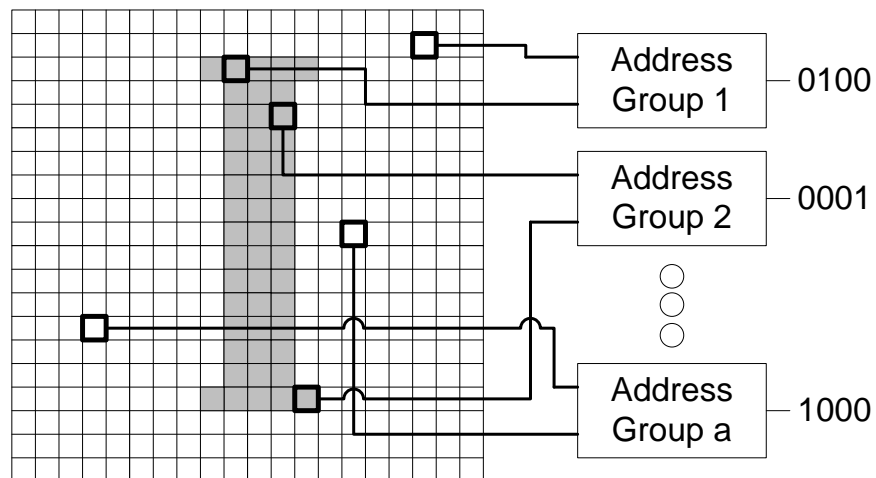 Address
Group 1
0100
Address
Group 2
0001
Address
Group a
1000